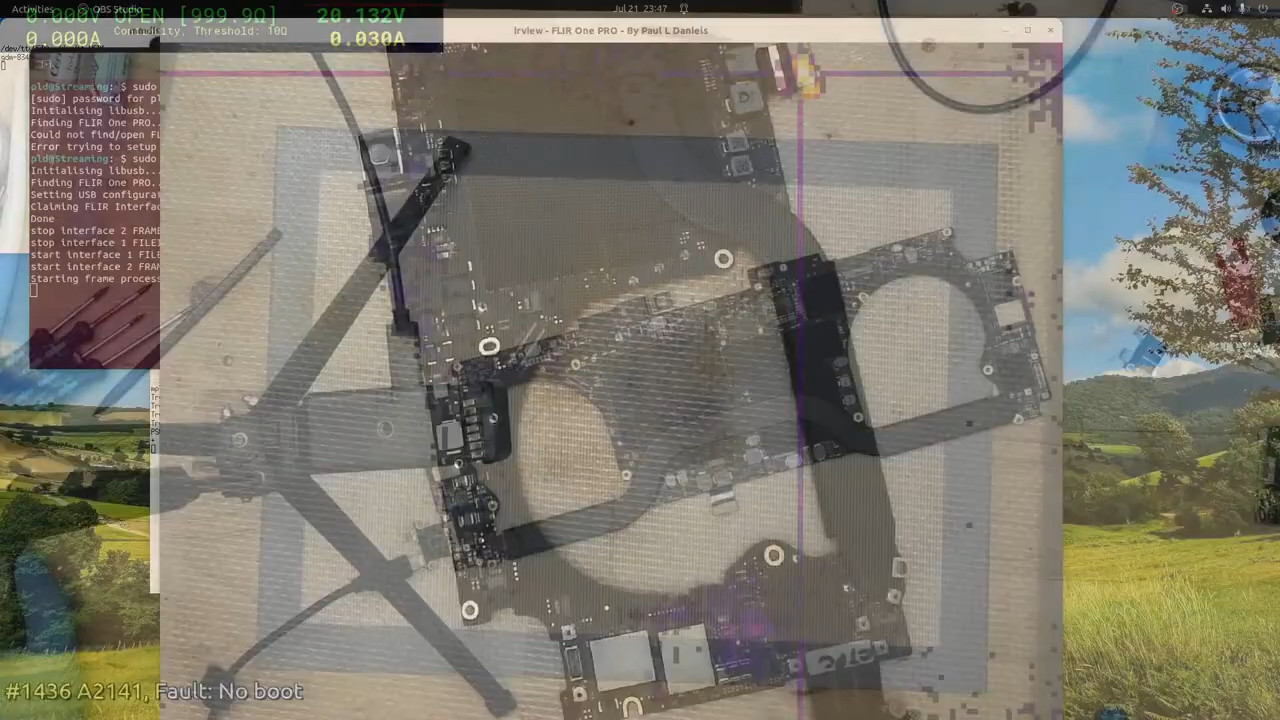 Activities
OBS Studio
Jul 21 23:47
0.000V OPEN [999.9Ω] 20.132V
0.000A
Continuity, Threshold: 10Ω
0.030A
irview - FLIR One PRO - By Paul L Daniels
/dev/tt
pld@Streaming: $ sudo
[sudo] password for pl
Initialising libusb...
Finding FLIR One PRO..
Could not find/open FL
Error trying to setup
pld@Streaming: $ sudo
Initialising libusb...
Finding FLIR One PRO..
Setting USB configurat
Claiming FLIR Interfac
Done
stop interface 2 FRAME
stop interface 1 FILEI
start interface 1 FILE
start interface 2 FRAM
Starting frame process
#1436 A2141, Fault: No boot